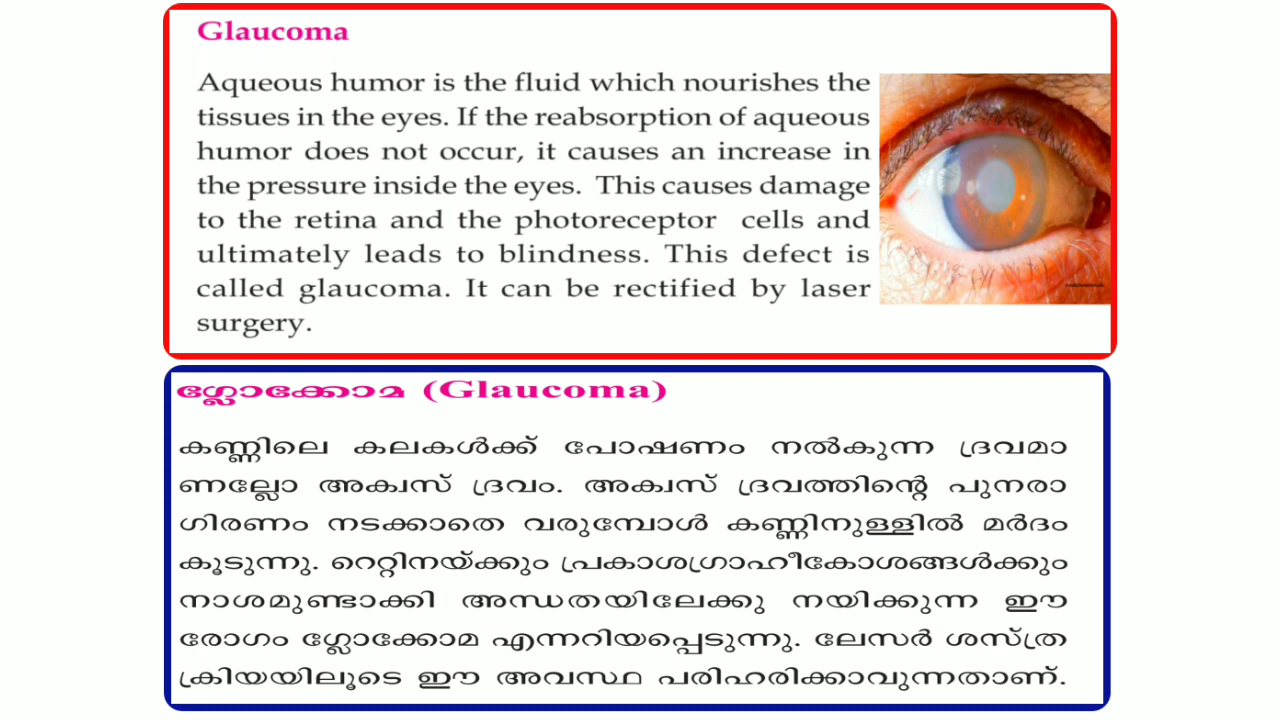 Glaucoma
Aqueous humor is the fluid which nourishes the
tissues in the eyes. If the reabsorption of aqueous
humor does not occur, it causes an increase in
the pressure inside the eyes. This causes damage
to the retina and the photoreceptor cells and
ultimately leads to blindness. This defect is
called glaucoma. It can be rectified by laser
surgery.
ഗ്ലോക്കോമ (Glaucoma)
കണ്ണിലെ കലകൾക്ക് പോഷണം നൽകുന്ന ദ്രവമാ
ണല്ലോ അക്വസ് ദ്രവം. അക്വസ് ദ്രവത്തിന്റെ പുനരാ
ഗിരണം നടക്കാതെ വരുമ്പോൾ കണ്ണിനുള്ളിൽ മർദം
കൂടുന്നു. റെറ്റിനയ്ക്കും പ്രകാശഗ്രാഹീകോശങ്ങൾക്കും
നാശമുണ്ടാക്കി അന്ധതയിലേക്കു നയിക്കുന്ന ഈ
രോഗം ഗ്ലോക്കോമ എന്നറിയപ്പെടുന്നു. ലേസർ ശസ്ത്ര
ക്രിയയിലൂടെ ഈ അവസ്ഥ പരിഹരിക്കാവുന്നതാണ്.